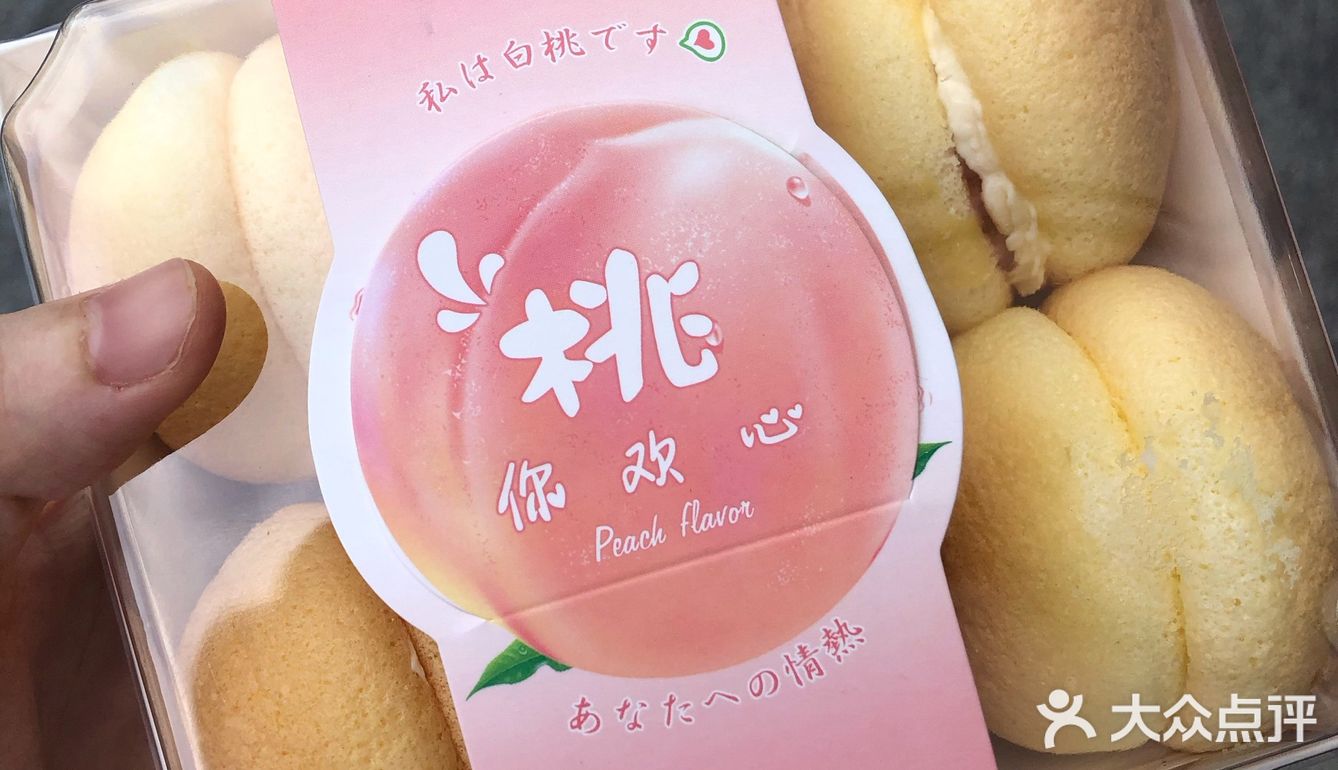 私は白桃です
桃
你欢心
Peach flavor
あなたへの情熱
大众点评